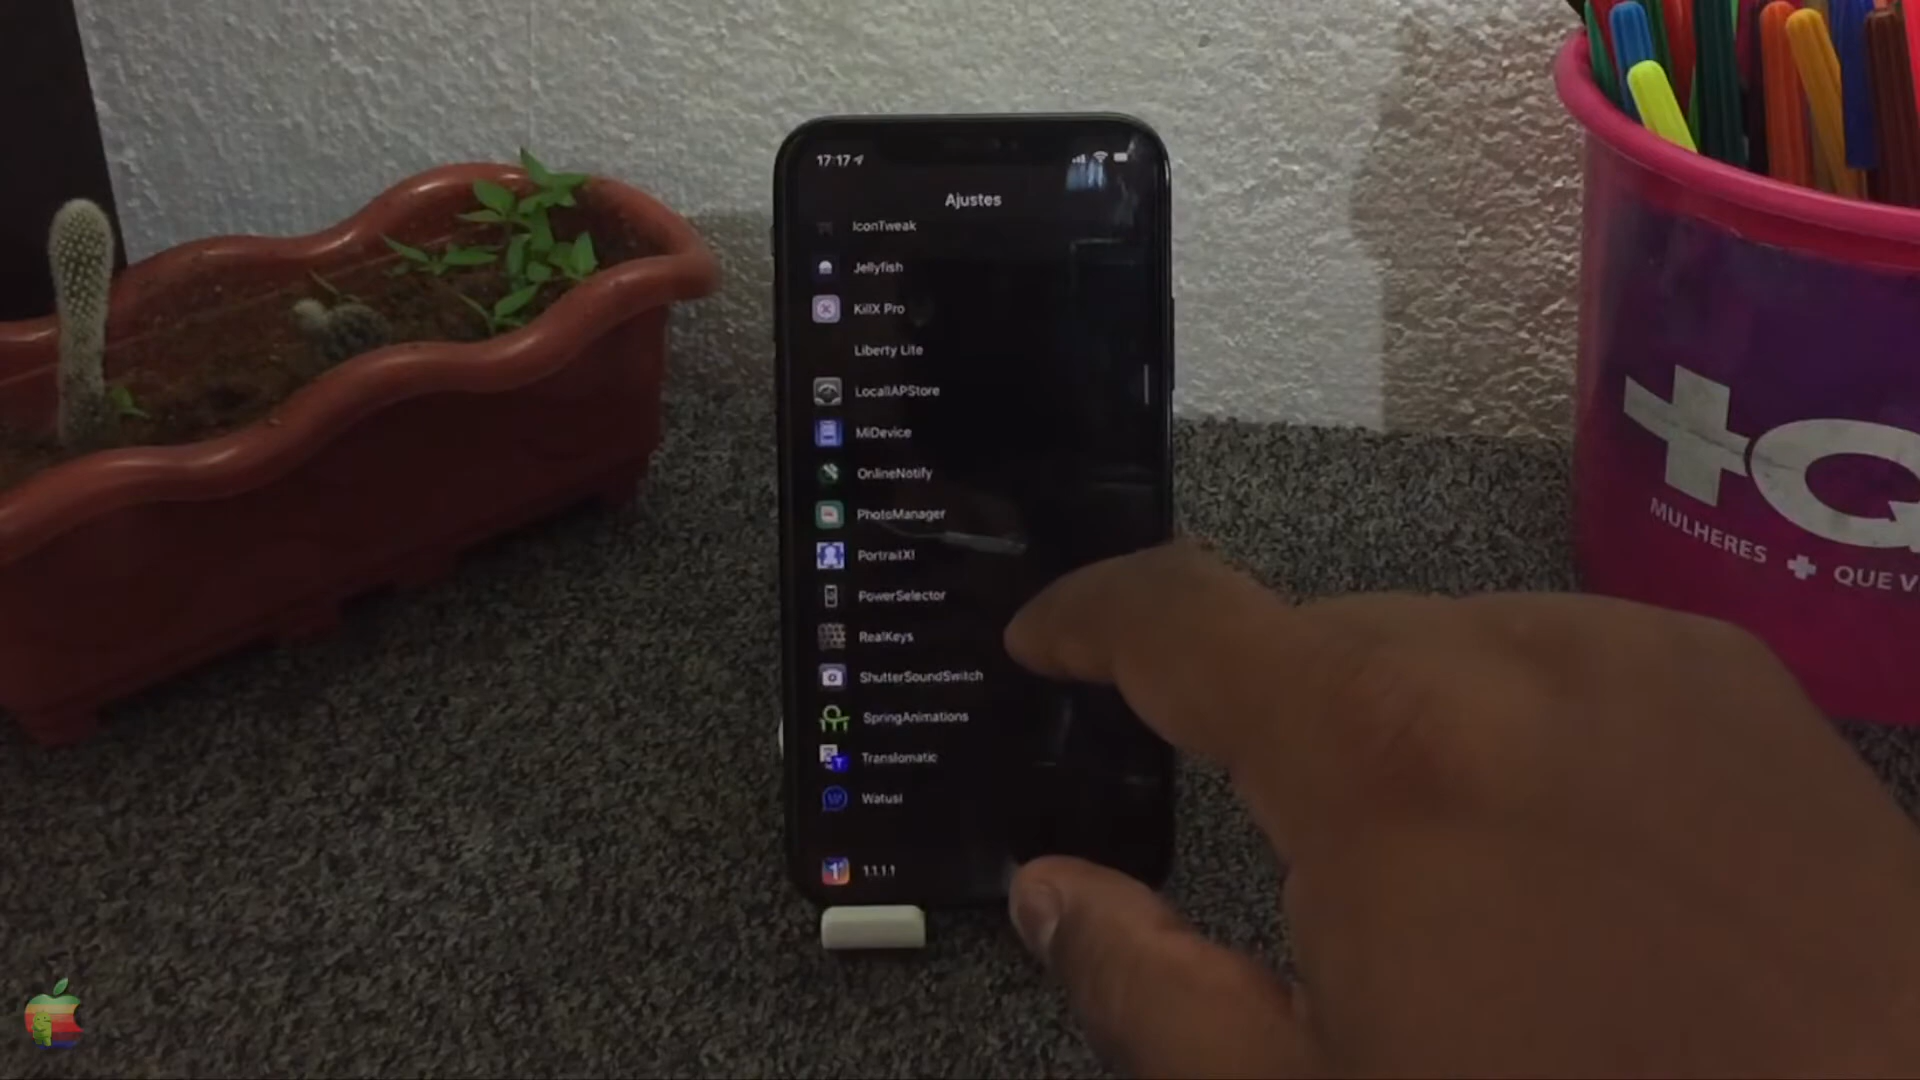 17:17
Ajustes
IconTweak
Jellyfish
KillX Pro
Liberty Lite
LocalIAPStore
MiDevice
OnlineNotify
PhotoManager
PortraitXI
PowerSelector
RealKeys
ShutterSoundSwitch
SpringAnimations
Translomatic
Watusi
1.1.1.1
+Q
MULHERES + QUE V